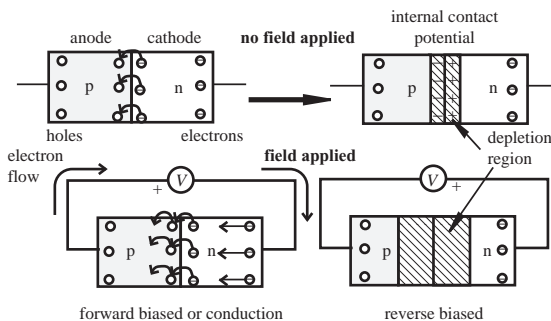 anode cathode
no field applied
internal contact
potential
p n
p n
holes electrons
depletion
region
electron
flow
field applied
V
+
V
+
p n
p
n
forward biased or conduction
reverse biased